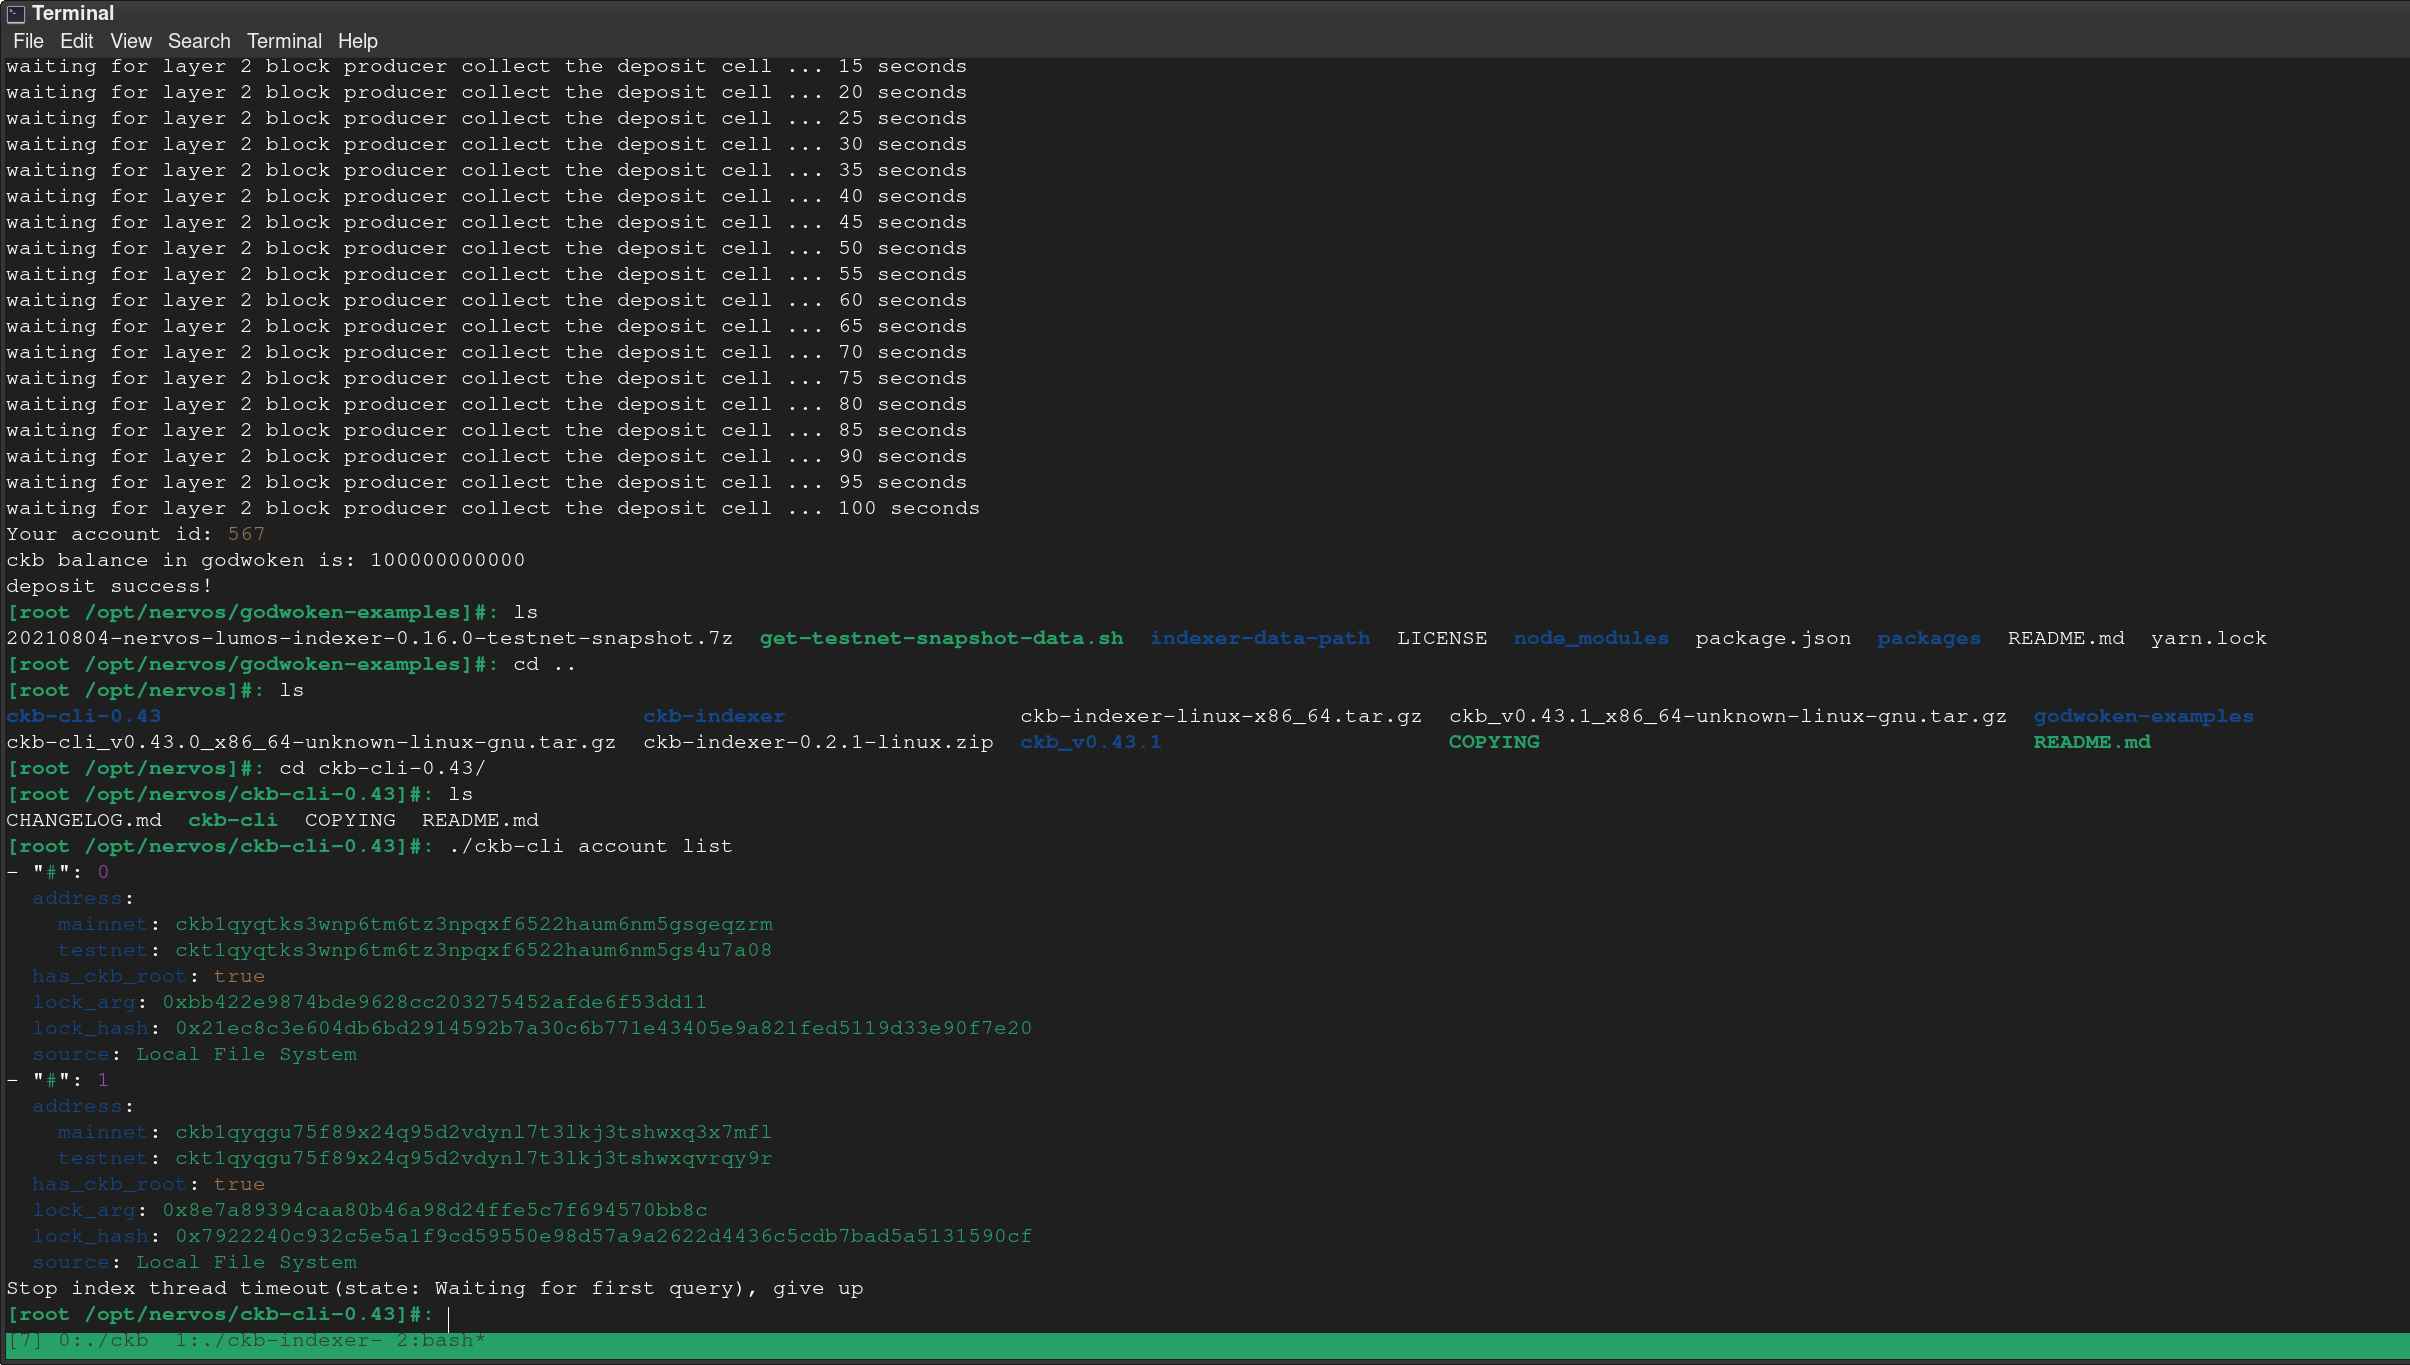 Terminal
File Edit View Search Terminal Help
waiting for layer 2 block producer collect the deposit cell ... 15 seconds
waiting for layer 2 block producer collect the deposit cell ... 20 seconds
waiting for layer 2 block producer collect the deposit cell ... 25 seconds
waiting for layer 2 block producer collect the deposit cell ... 30 seconds
waiting for layer 2 block producer collect the deposit cell ... 35 seconds
waiting for layer 2 block producer collect the deposit cell ... 40 seconds
waiting for layer 2 block producer collect the deposit cell ... 45 seconds
waiting for layer 2 block producer collect the deposit cell ... 50 seconds
waiting for layer 2 block producer collect the deposit cell ... 55 seconds
waiting for layer 2 block producer collect the deposit cell ... 60 seconds
waiting for layer 2 block producer collect the deposit cell ... 65 seconds
waiting for layer 2 block producer collect the deposit cell ... 70 seconds
waiting for layer 2 block producer collect the deposit cell ... 75 seconds
waiting for layer 2 block producer collect the deposit cell ... 80 seconds
waiting for layer 2 block producer collect the deposit cell ... 85 seconds
waiting for layer 2 block producer collect the deposit cell ... 90 seconds
waiting for layer 2 block producer collect the deposit cell ... 95 seconds
waiting for layer 2 block producer collect the deposit cell ... 100 seconds
Your account id: 567
ckb balance in godwoken is: 100000000000
deposit success!
[root /opt/nervos/godwoken-examples]#: ls
20210804-nervos-lumos-indexer-0.16.0-testnet-snapshot.7z  get-testnet-snapshot-data.sh  indexer-data-path  LICENSE  node_modules  package.json  packages  README.md  yarn.lock
[root /opt/nervos/godwoken-examples]#: cd ..
[root /opt/nervos]#: ls
ckb-cli-0.43  ckb-indexer  ckb-indexer-linux-x86_64.tar.gz  ckb_v0.43.1_x86_64-unknown-linux-gnu.tar.gz  godwoken-examples
ckb-cli_v0.43.0_x86_64-unknown-linux-gnu.tar.gz  ckb-indexer-0.2.1-linux.zip  ckb_v0.43.1  COPYING  README.md
[root /opt/nervos]#: cd ckb-cli-0.43/
[root /opt/nervos/ckb-cli-0.43]#: ls
CHANGELOG.md  ckb-cli  COPYING  README.md
[root /opt/nervos/ckb-cli-0.43]#: ./ckb-cli account list
- "#": 0
  address:
    mainnet: ckb1qyqtks3wnp6tm6tz3npqxf6522haum6nm5gsgeqzrm
    testnet: ckt1qyqtks3wnp6tm6tz3npqxf6522haum6nm5gs4u7a08
  has_ckb_root: true
  lock_arg: 0xbb422e9874bde9628cc203275452afde6f53dd11
  lock_hash: 0x21ec8c3e604db6bd2914592b7a30c6b771e43405e9a821fed5119d33e90f7e20
  source: Local File System
- "#": 1
  address:
    mainnet: ckb1qyqgu75f89x24q95d2vdynl7t3lkj3tshwxq3x7mfl
    testnet: ckt1qyqgu75f89x24q95d2vdynl7t3lkj3tshwxqvrqy9r
  has_ckb_root: true
  lock_arg: 0x8e7a89394caa80b46a98d24ffe5c7f694570bb8c
  lock_hash: 0x7922240c932c5e5a1f9cd59550e98d57a9a2622d4436c5cdb7bad5a5131590cf
  source: Local File System
Stop index thread timeout(state: Waiting for first query), give up
[root /opt/nervos/ckb-cli-0.43]#:
[7] 0:./ckb  1:./ckb-indexer- 2:bash*